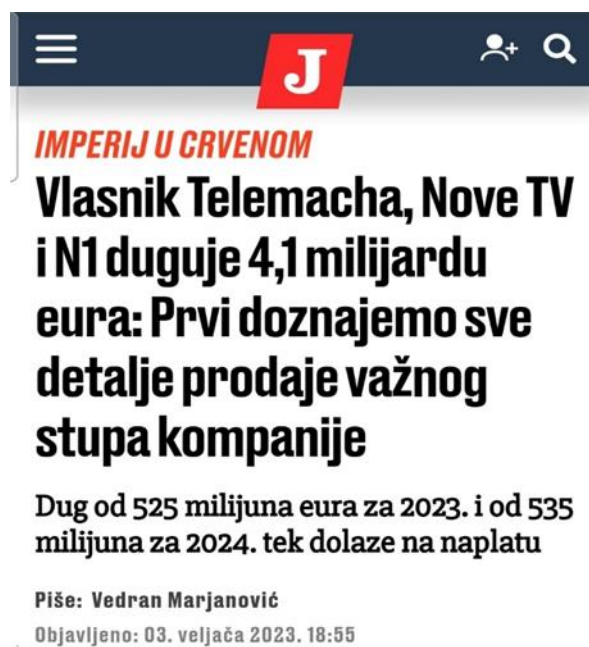 J
IMPERIJ U CRVENOM
Vlasnik Telemacha, Nove TV
i N1 duguje 4,1 milijardu
eura: Prvi doznajemo sve
detalje prodaje važnog
stupa kompanije
Dug od 525 milijuna eura za 2023. i od 535
milijuna za 2024. tek dolaze na naplatu
Piše: Vedran Marjanović
Objavljeno: 03. veljača 2023. 18:55